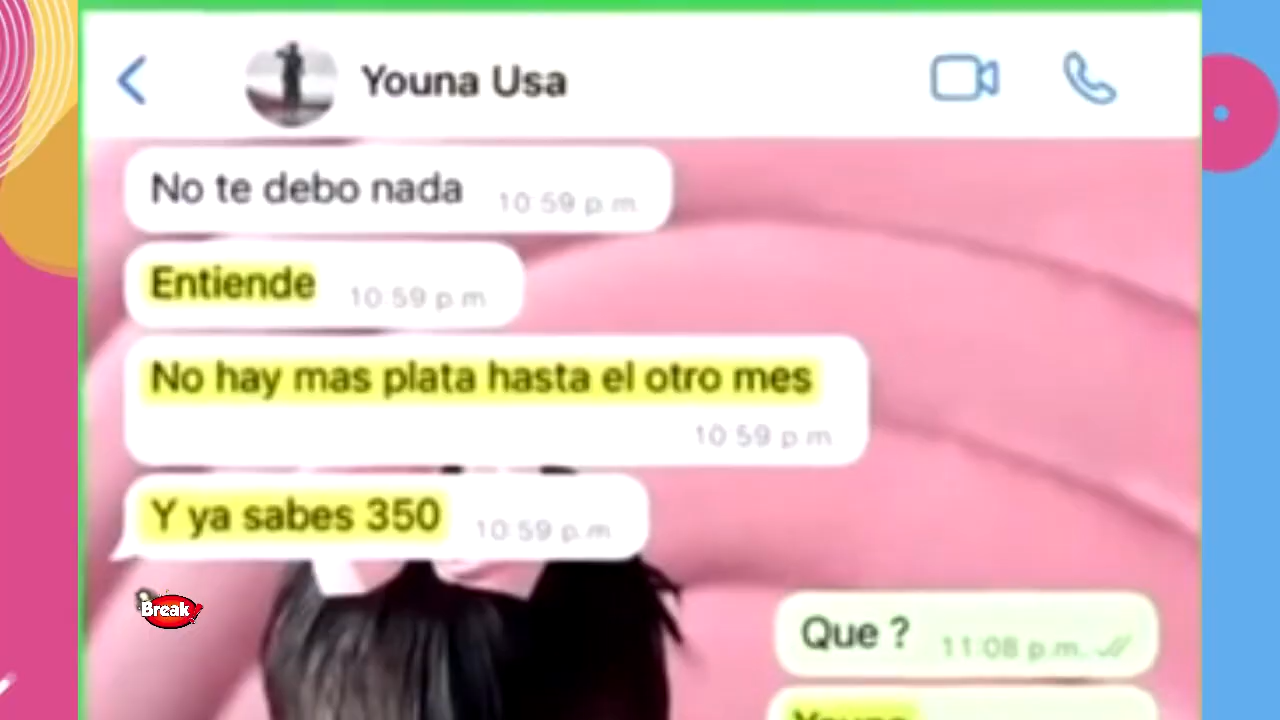 Youna Usa
No te debo nada 10:59 p.m.
Entiende 10:59 p.m.
No hay mas plata hasta el otro mes
10:59 p.m.
Y ya sabes 350 10:59 p.m.
Break
Que ? 11:08 p.m.